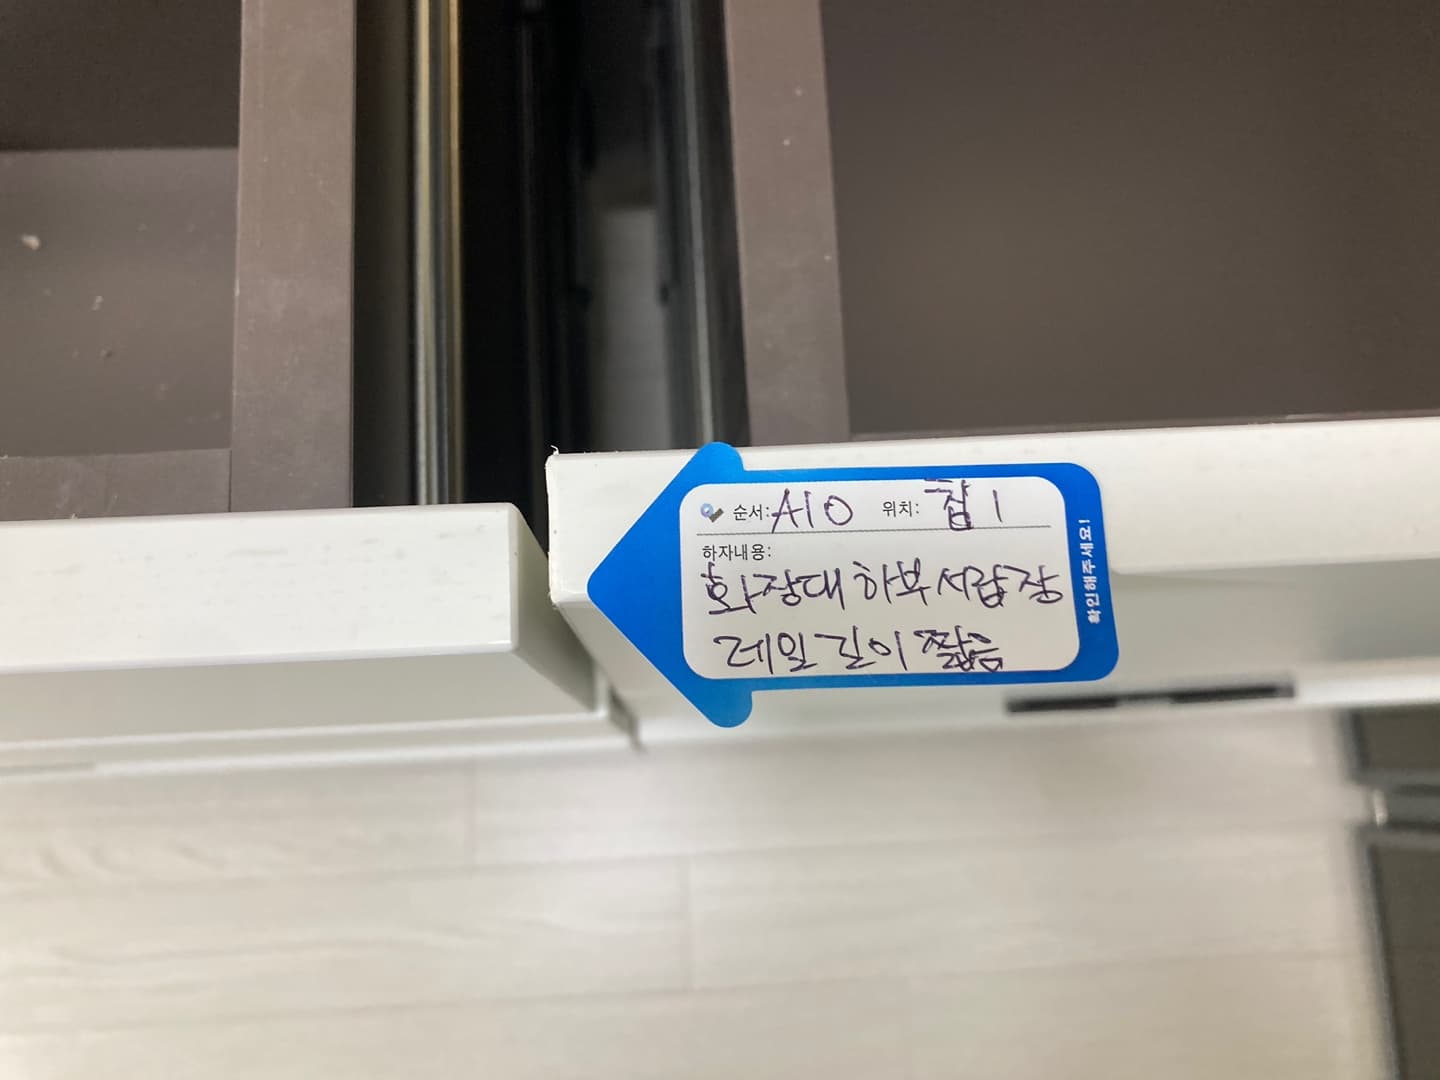 순서: A10 위치: 침1
하자내용:
화장대 하부 서랍장
레일 길이 짧음
확인해주세요!